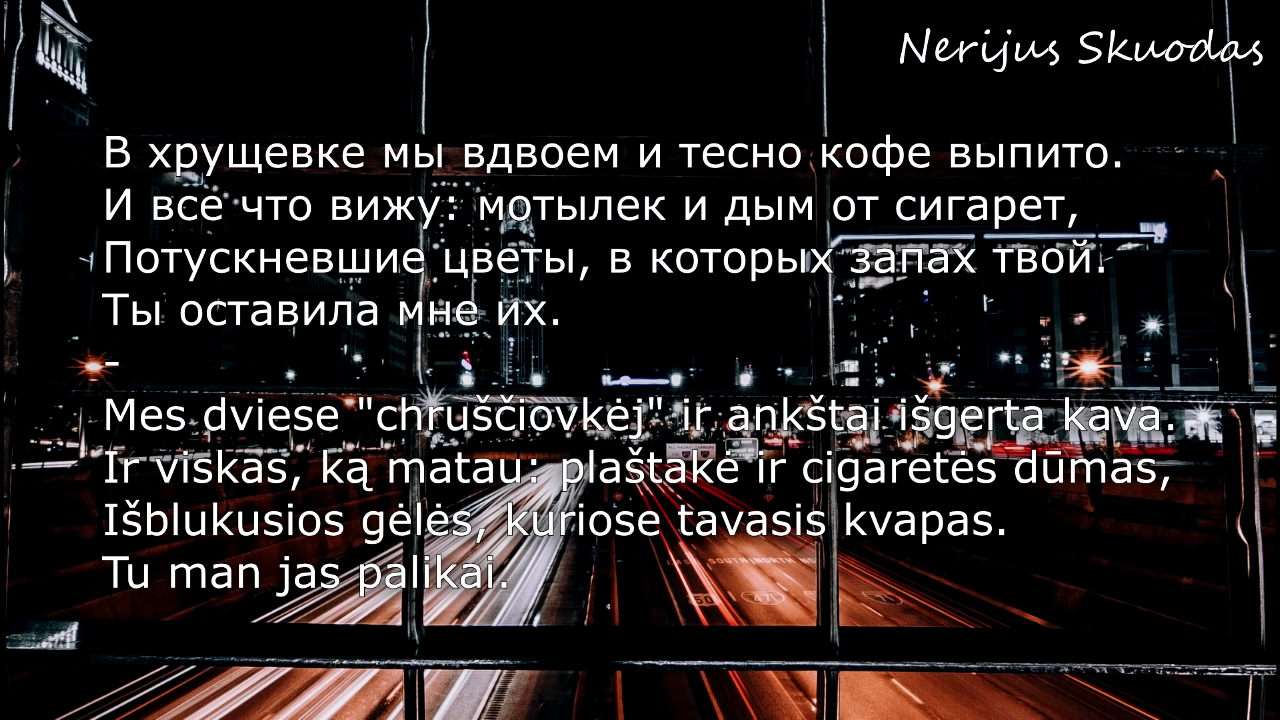 Nerijus Skuodas
В хрущевке мы вдвоем и тесно кофе выпито.
И все что вижу: мотылек и дым от сигарет,
Потускневшие цветы, в которых запах твой.
Ты оставила мне их.
-
Mes dviese "chruščiovkėj" ir ankštai išgerta kava.
Ir viskas, ką matau: plaštakė ir cigaretės dūmas,
Išblukusios gėlės, kuriose tavasis kvapas.
Tu man jas palikai.